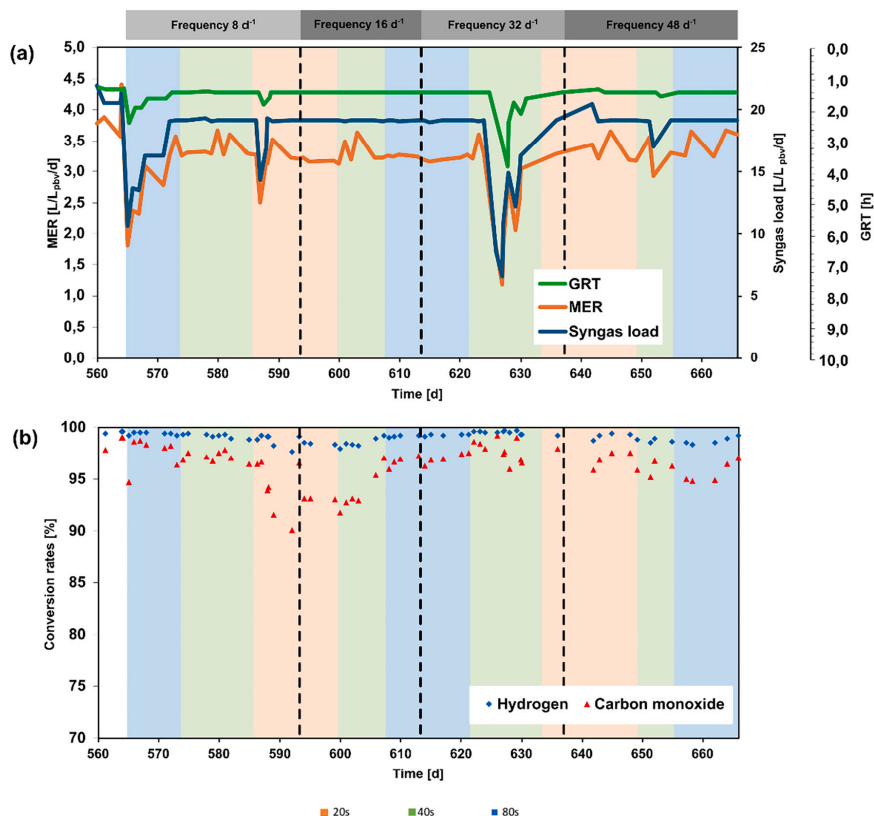 Frequency 8 d⁻¹ Frequency 16 d⁻¹ Frequency 32 d⁻¹ Frequency 48 d⁻¹
(a)
MER [L/L_pbv/d]
5,0
4,5
4,0
3,5
3,0
2,5
2,0
1,5
1,0
0,5
0,0
25
20
15
10
5
0
Syngas load [L/L_pbv/d]
0,0
1,0
2,0
3,0
4,0
5,0
6,0
7,0
8,0
9,0
10,0
GRT [h]
GRT
MER
Syngas load
560 570 580 590 600 610 620 630 640 650 660
Time [d]
(b)
Conversion rates [%]
100
95
90
85
80
75
70
Hydrogen Carbon monoxide
560 570 580 590 600 610 620 630 640 650 660
Time [d]
20s 40s 80s